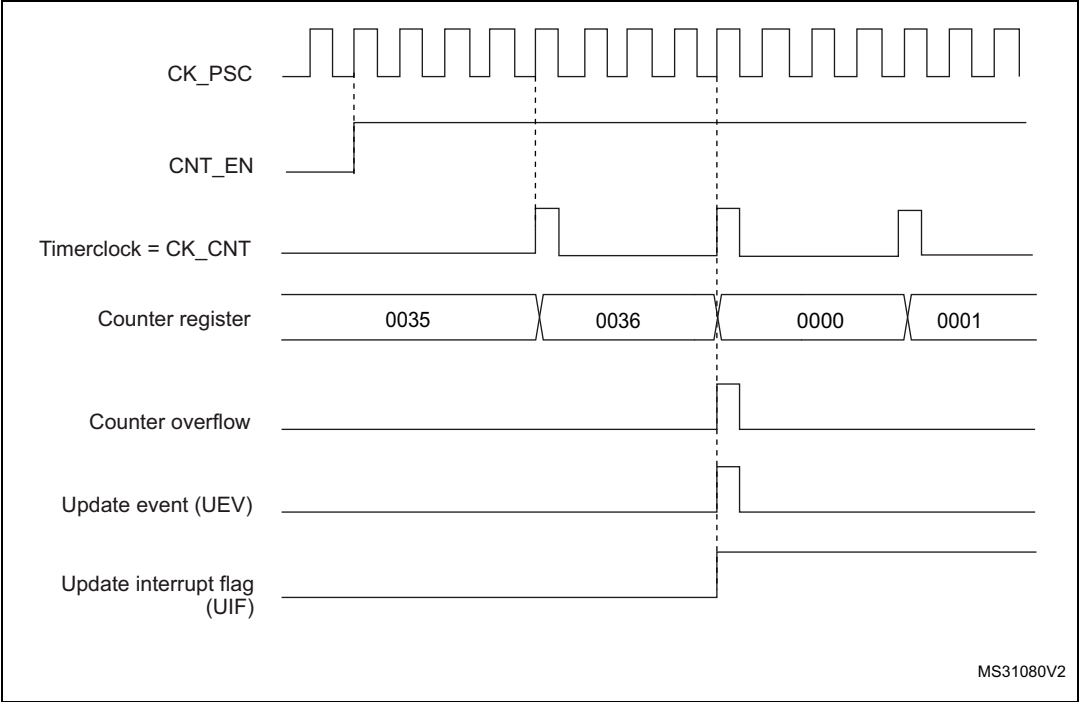 CK_PSC
CNT_EN
Timerclock = CK_CNT
Counter register
0035 0036 0000 0001
Counter overflow
Update event (UEV)
Update interrupt flag
(UIF)
MS31080V2